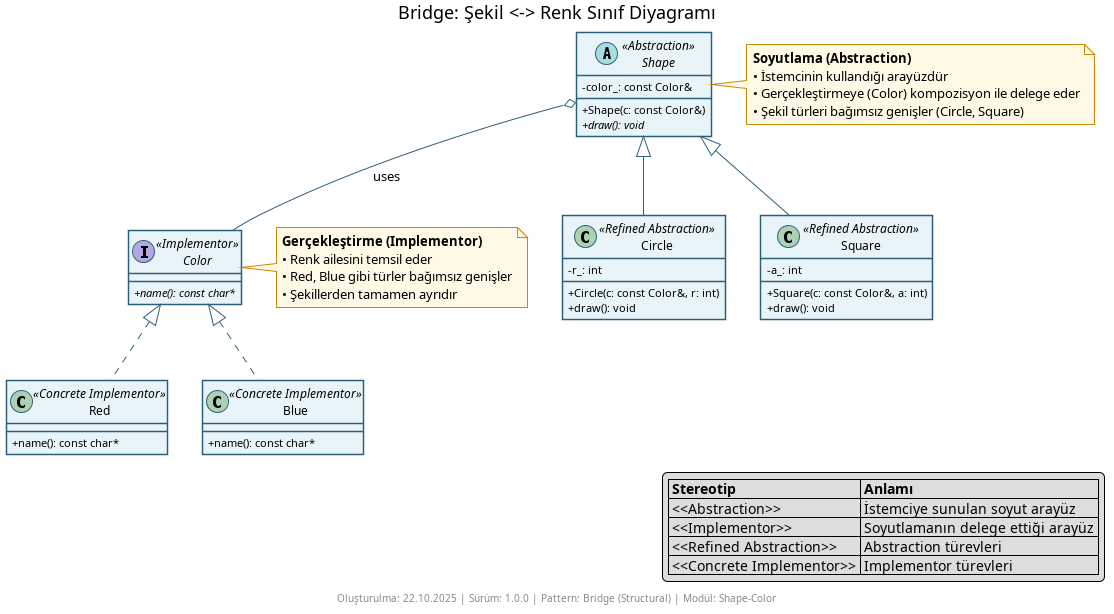 Bridge: Şekil <-> Renk Sınıf Diyagramı
A
«Abstraction»
Shape
-color_: const Color&
+Shape(c: const Color&)
+draw(): void
Soyutlama (Abstraction)
• İstemcinin kullandığı arayüzdür
• Gerçekleştirmeye (Color) kompozisyon ile delege eder
• Şekil türleri bağımsız genişler (Circle, Square)
uses
I
«Implementor»
Color
+name(): const char*
Gerçekleştirme (Implementor)
• Renk ailesini temsil eder
• Red, Blue gibi türler bağımsız genişler
• Şekillerden tamamen ayrıdır
C
«Refined Abstraction»
Circle
-r_: int
+Circle(c: const Color&, r: int)
+draw(): void
C
«Refined Abstraction»
Square
-a_: int
+Square(c: const Color&, a: int)
+draw(): void
C
«Concrete Implementor»
Red
+name(): const char*
C
«Concrete Implementor»
Blue
+name(): const char*
Stereotip Anlamı
<<Abstraction>> İstemciye sunulan soyut arayüz
<<Implementor>> Soyutlamanın delege ettiği arayüz
<<Refined Abstraction>> Abstraction türevleri
<<Concrete Implementor>> Implementor türevleri
Oluşturulma: 22.10.2025 | Sürüm: 1.0.0 | Pattern: Bridge (Structural) | Modül: Shape-Color